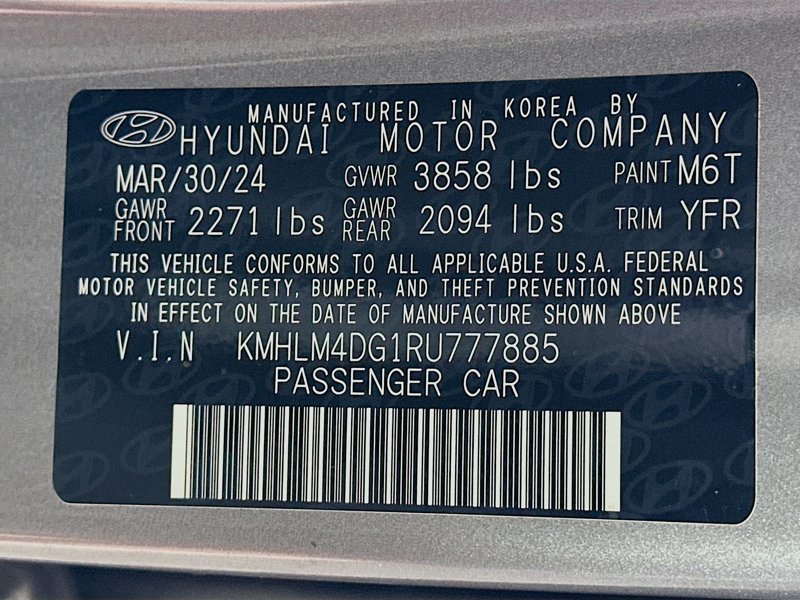 MANUFACTURED IN KOREA BY
HYUNDAI MOTOR COMPANY
MAR/30/24 GVWR 3858 lbs PAINT M6T
GAWR FRONT 2271 lbs GAWR REAR 2094 lbs TRIM YFR
THIS VEHICLE CONFORMS TO ALL APPLICABLE U.S.A. FEDERAL
MOTOR VEHICLE SAFETY, BUMPER, AND THEFT PREVENTION STANDARDS
IN EFFECT ON THE DATE OF MANUFACTURE SHOWN ABOVE
V.I.N KMHLM4DG1RU777885
PASSENGER CAR